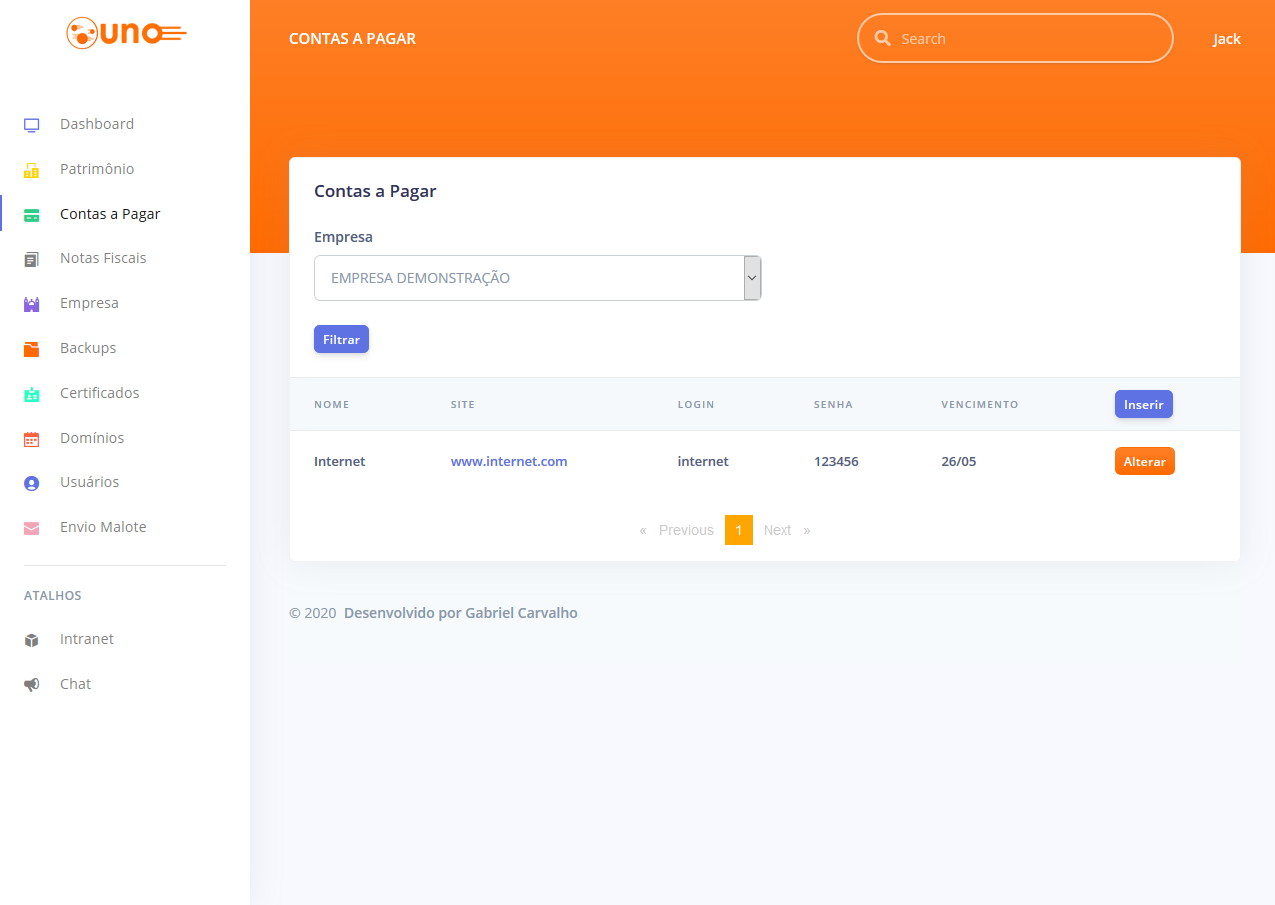 uno
CONTAS A PAGAR
Search
Jack
Dashboard
Patrimônio
Contas a Pagar
Notas Fiscais
Empresa
Backups
Certificados
Domínios
Usuários
Envio Malote
ATALHOS
Intranet
Chat
Contas a Pagar
Empresa
EMPRESA DEMONSTRAÇÃO
Filtrar
NOME SITE LOGIN SENHA VENCIMENTO Inserir
Internet www.internet.com internet 123456 26/05 Alterar
« Previous 1 Next »
© 2020 Desenvolvido por Gabriel Carvalho